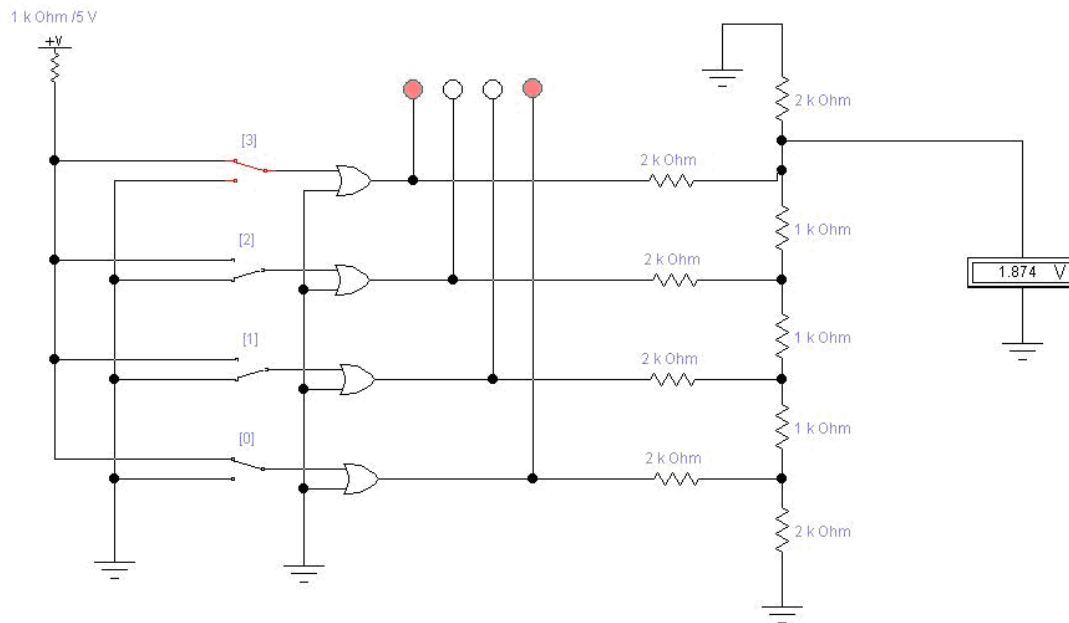 1 k Ohm /5 V
+V
2 k Ohm
[3]
2 k Ohm
1 k Ohm
[2]
2 k Ohm
1.874 V
1 k Ohm
[1]
2 k Ohm
1 k Ohm
[0]
2 k Ohm
2 k Ohm